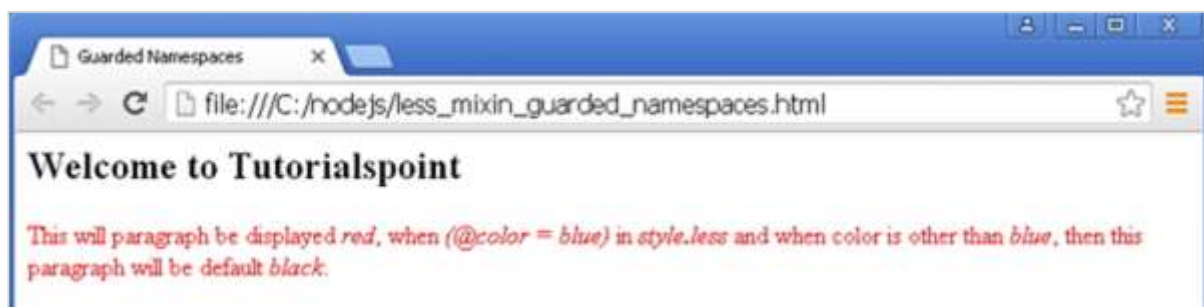 Guarded Namespaces
file:///C:/nodejs/less_mixin_guarded_namespaces.html
Welcome to Tutorialspoint
This will paragraph be displayed red, when (@color = blue) in style.less and when color is other than blue, then this
paragraph will be default black.